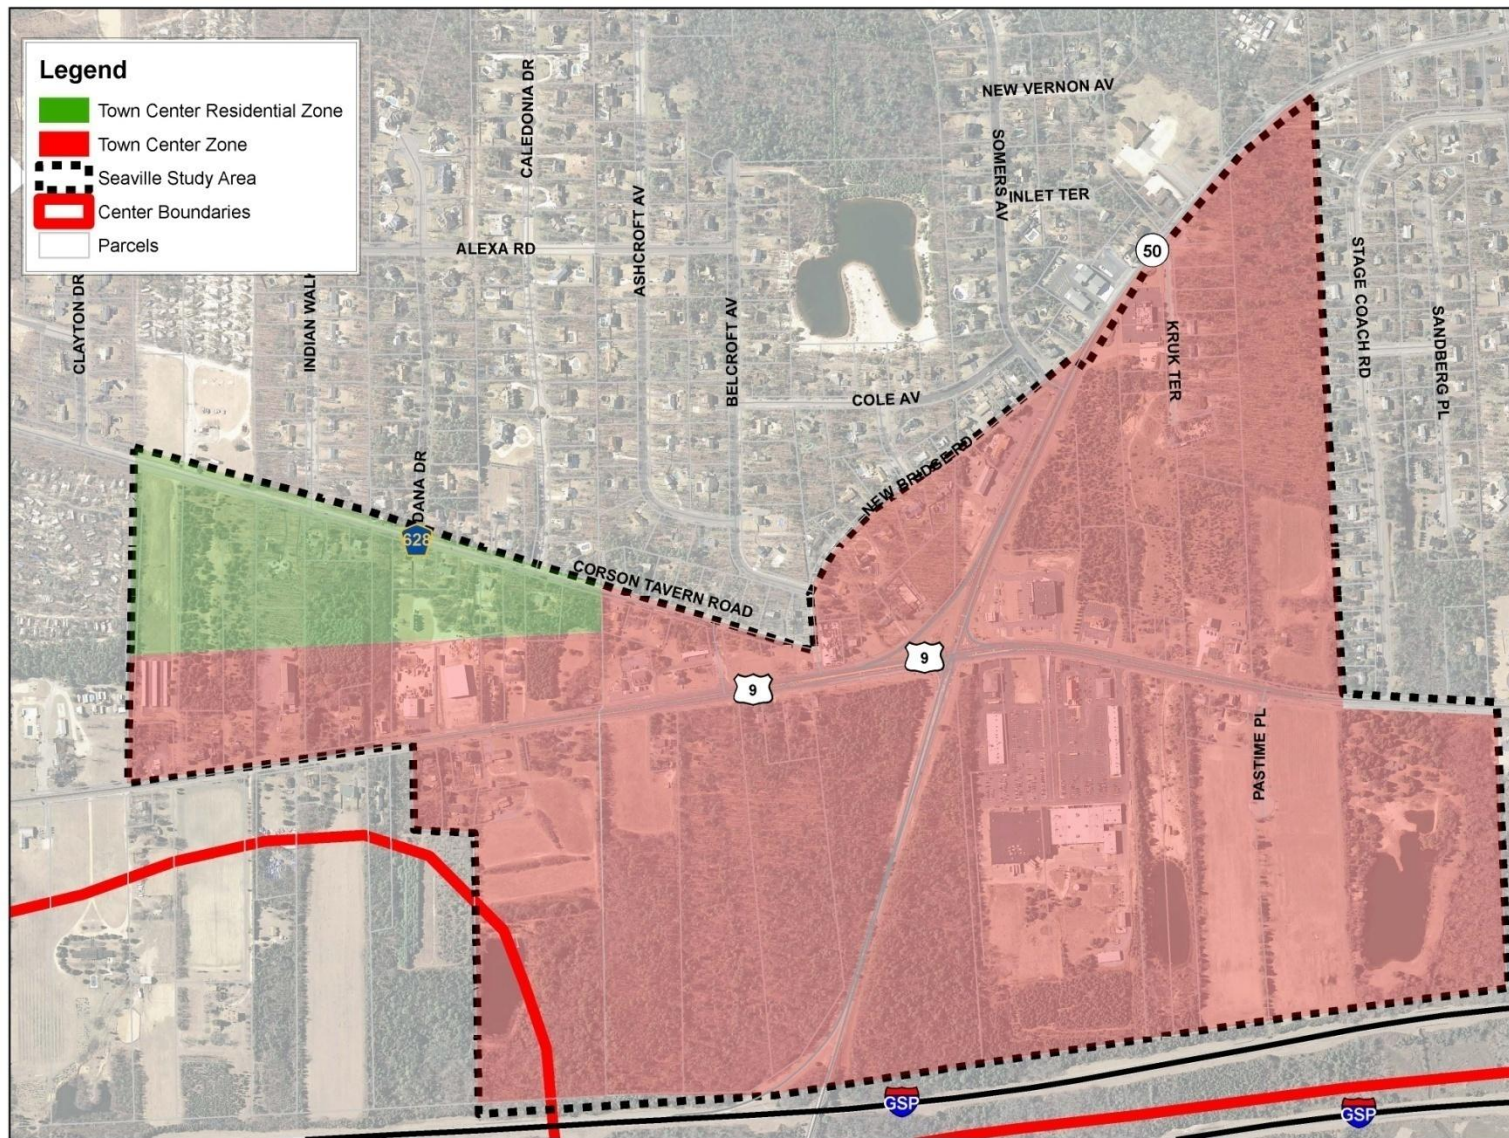 Legend
Town Center Residential Zone
Town Center Zone
Seaville Study Area
Center Boundaries
Parcels
NEW VERNON AV
CALEDONIA DR
SOMERS AV
INLET TER
ASHCROFT AV
ALEXA RD
50
STAGE COACH RD
CLAYTON DR
INDIAN WALK
BELCROFT AV
KRUK TER
SANDBERG PL
COLE AV
NEW BRIDGE RD
DANA DR
628
CORSON TAVERN ROAD
9
9
PASTIME PL
GSP
GSP